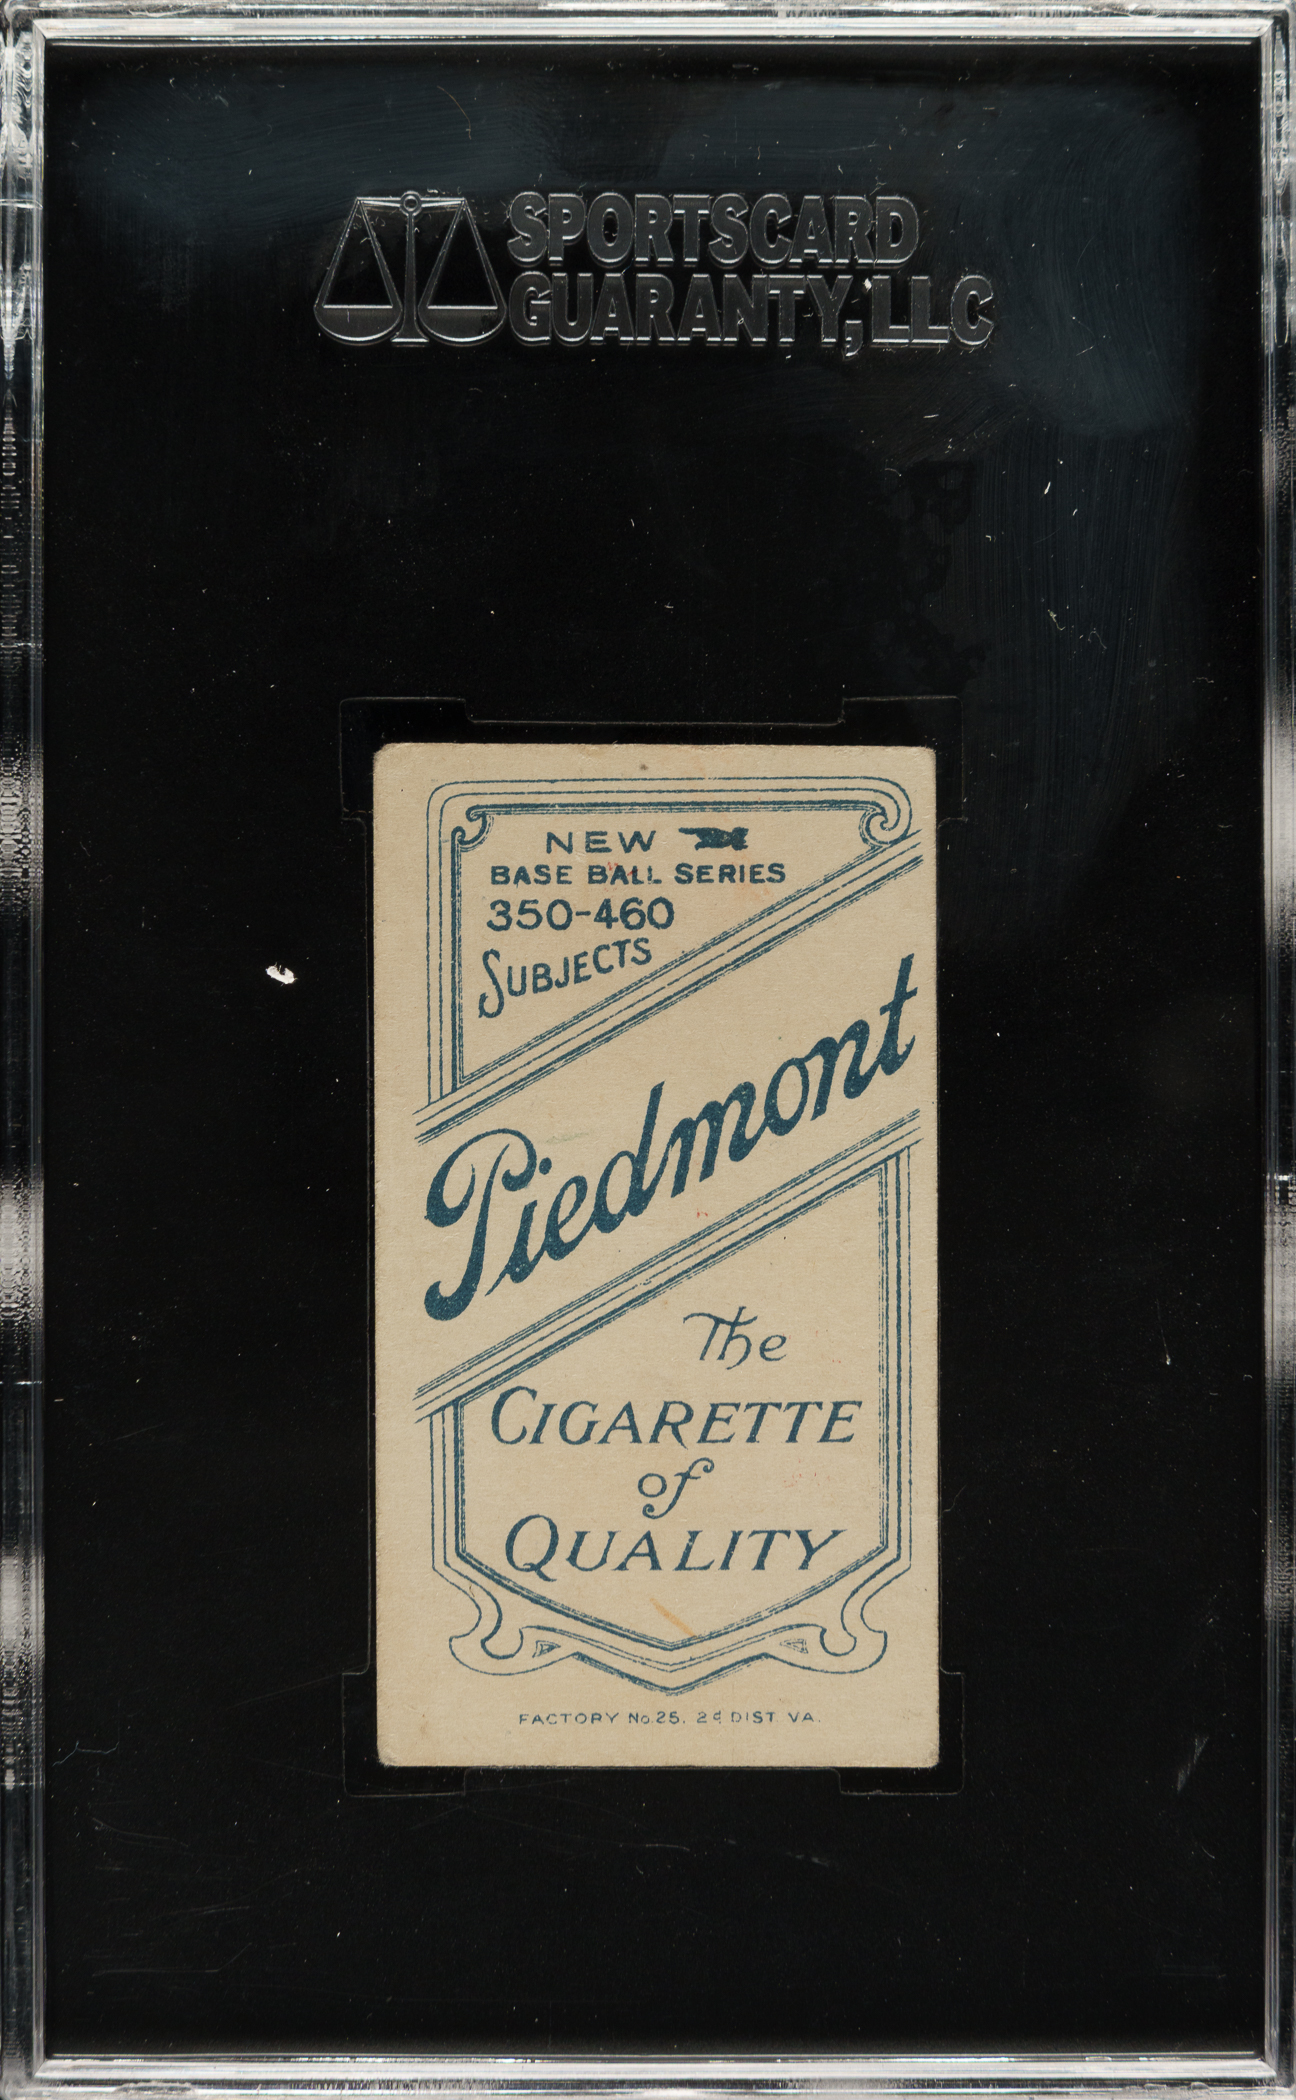 SPORTSCARD
GUARANTY, LLC
NEW
BASE BALL SERIES
350-460
SUBJECTS
Piedmont
The
CIGARETTE
of
QUALITY
FACTORY No. 25. 2d DIST. VA.